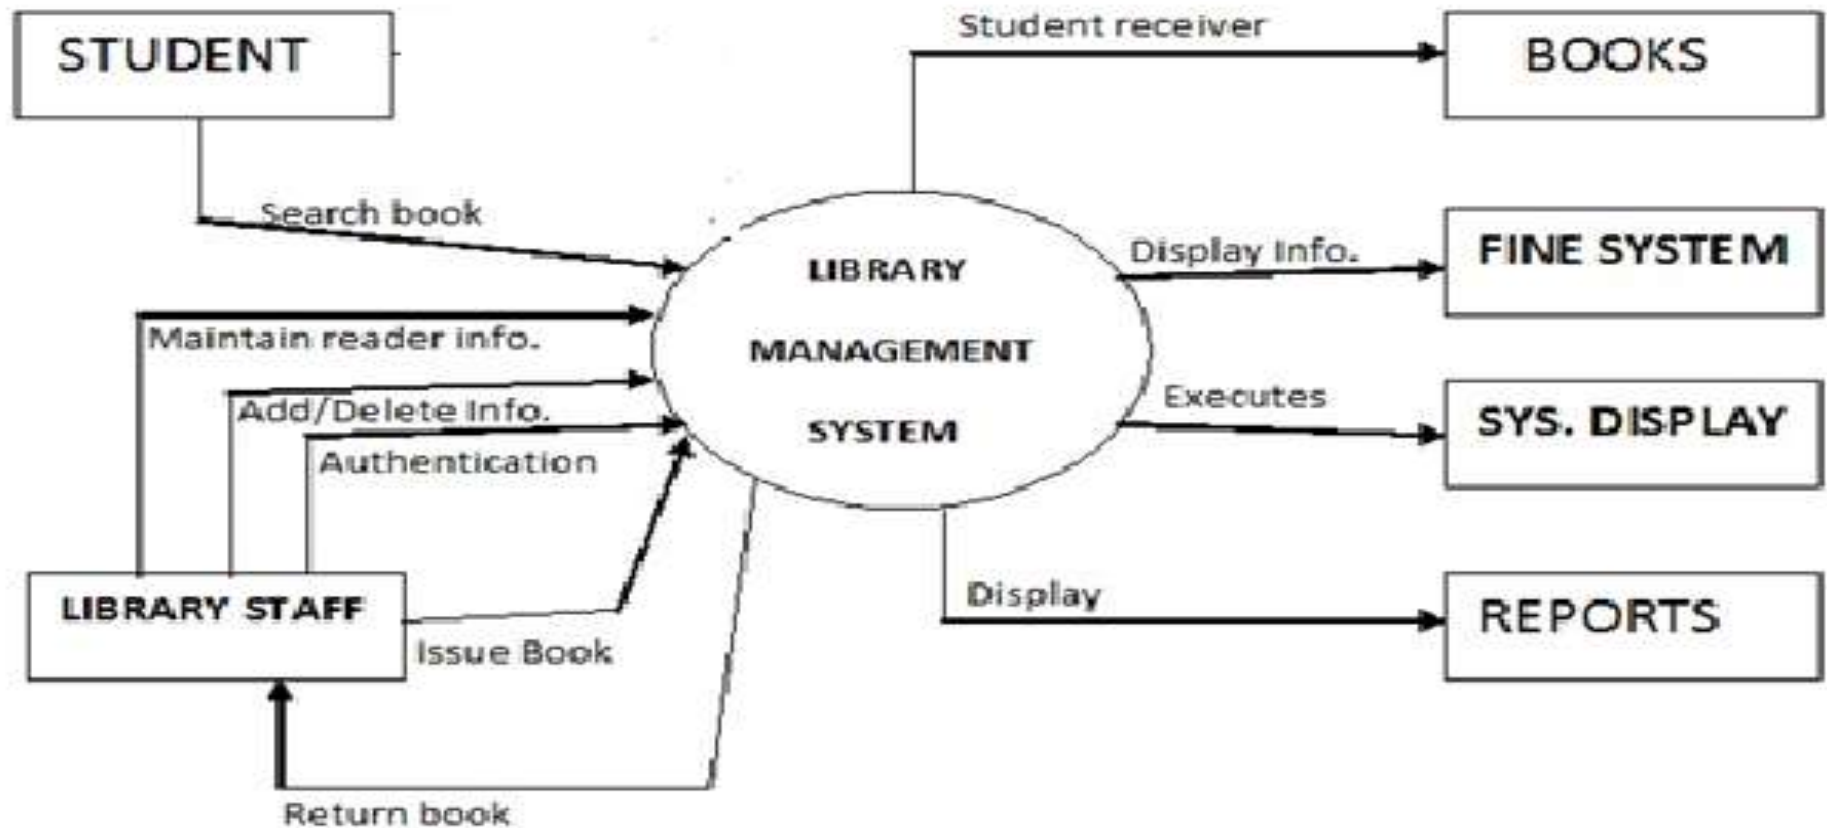 STUDENT
Student receiver
BOOKS
Search book
Display Info.
FINE SYSTEM
LIBRARY
MANAGEMENT
SYSTEM
Maintain reader info.
Add/Delete Info.
Authentication
Executes
SYS. DISPLAY
LIBRARY STAFF
Issue Book
Display
REPORTS
Return book